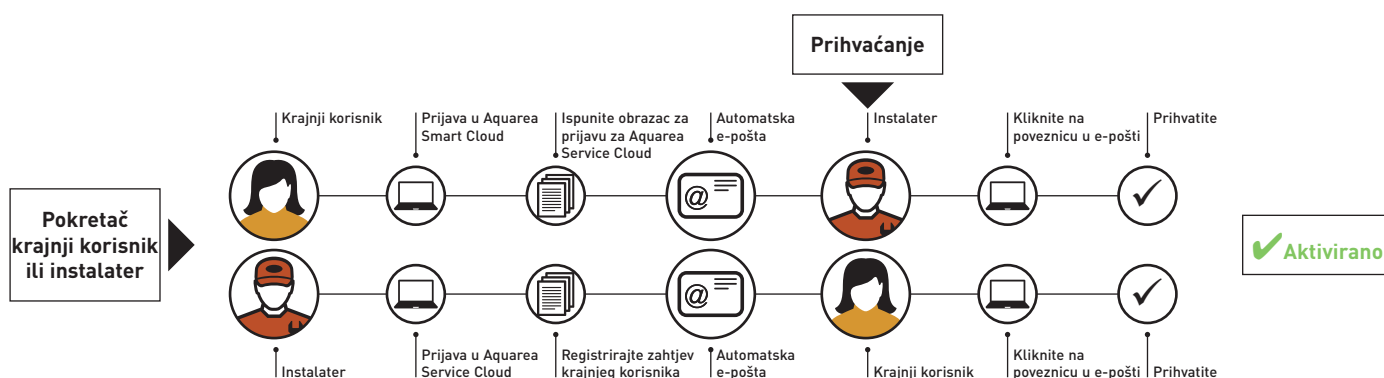 Prihvaćanje
Krajnji korisnik
Prijava u Aquarea
Smart Cloud
Ispunite obrazac za
prijavu za Aquarea
Service Cloud
Automatska
e-pošta
Instalater
Kliknite na
poveznicu u e-pošti
Prihvatite
Pokretač
krajnji korisnik
ili instalater
@
Aktivirano
@
Instalater
Prijava u Aquarea
Service Cloud
Registrirajte zahtjev
krajnjeg korisnika
Automatska
e-pošta
Krajnji korisnik
Kliknite na
poveznicu u e-pošti
Prihvatite